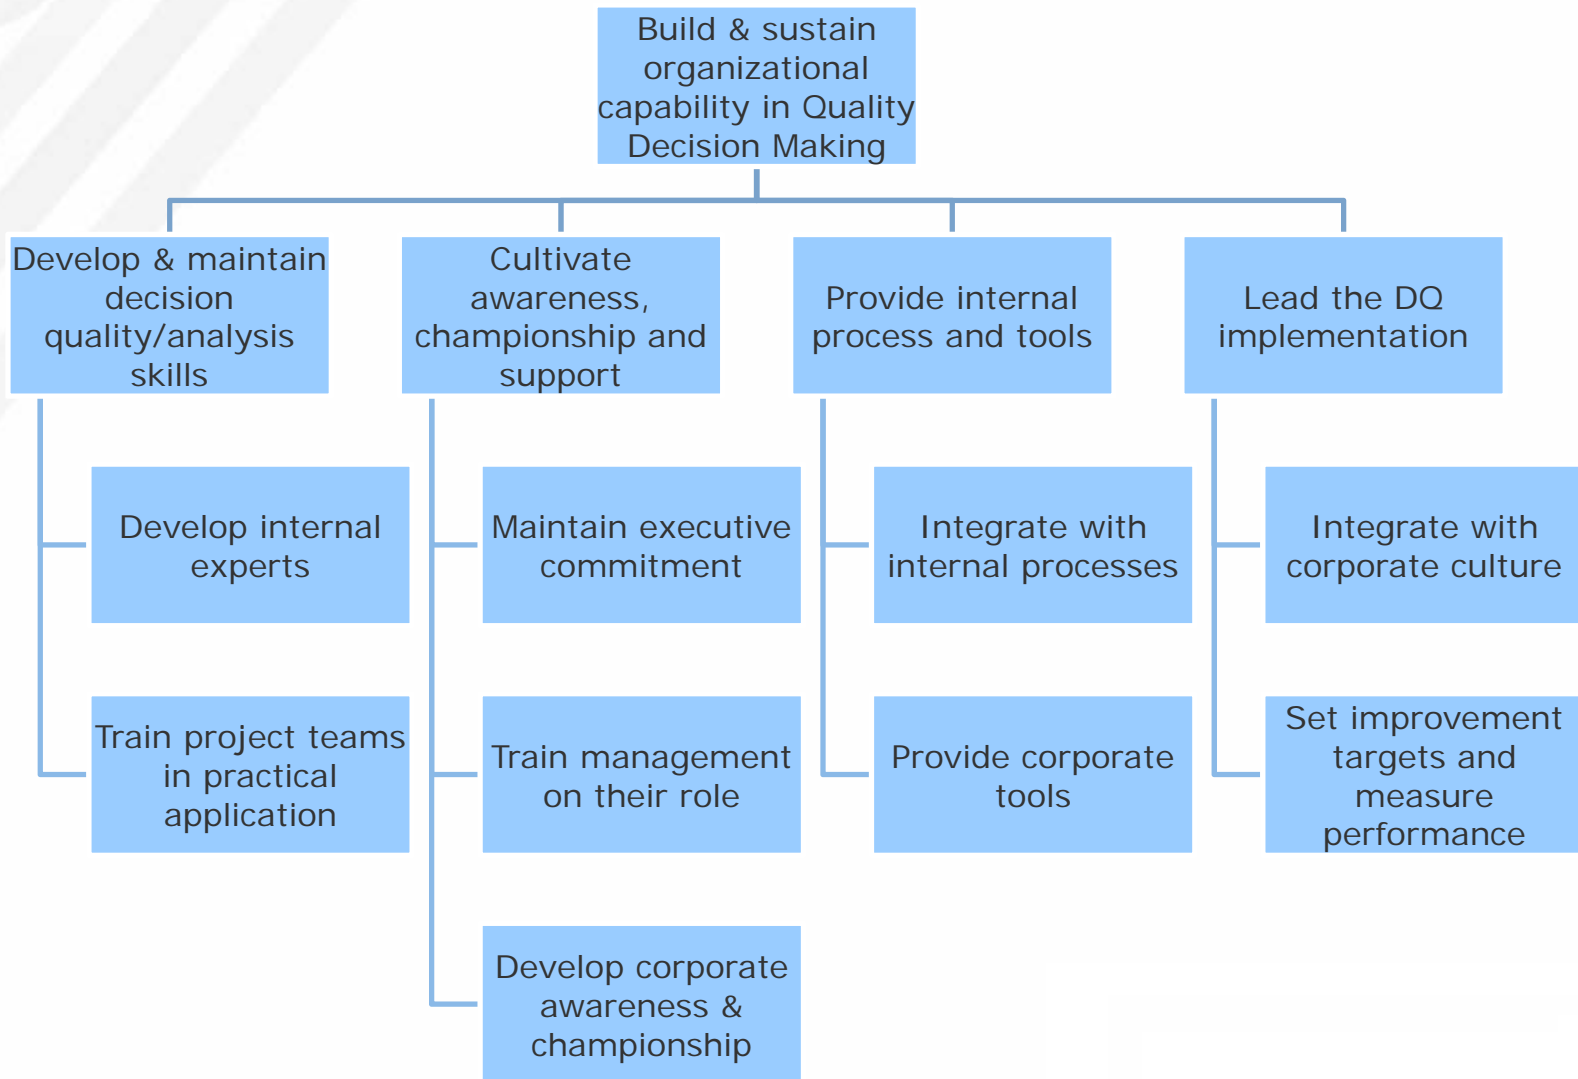 Build & sustain
organizational
capability in Quality
Decision Making
Develop & maintain
decision
quality/analysis
skills
Cultivate
awareness,
championship and
support
Provide internal
process and tools
Lead the DQ
implementation
Develop internal
experts
Maintain executive
commitment
Integrate with
internal processes
Integrate with
corporate culture
Train project teams
in practical
application
Train management
on their role
Provide corporate
tools
Set improvement
targets and
measure
performance
Develop corporate
awareness &
championship